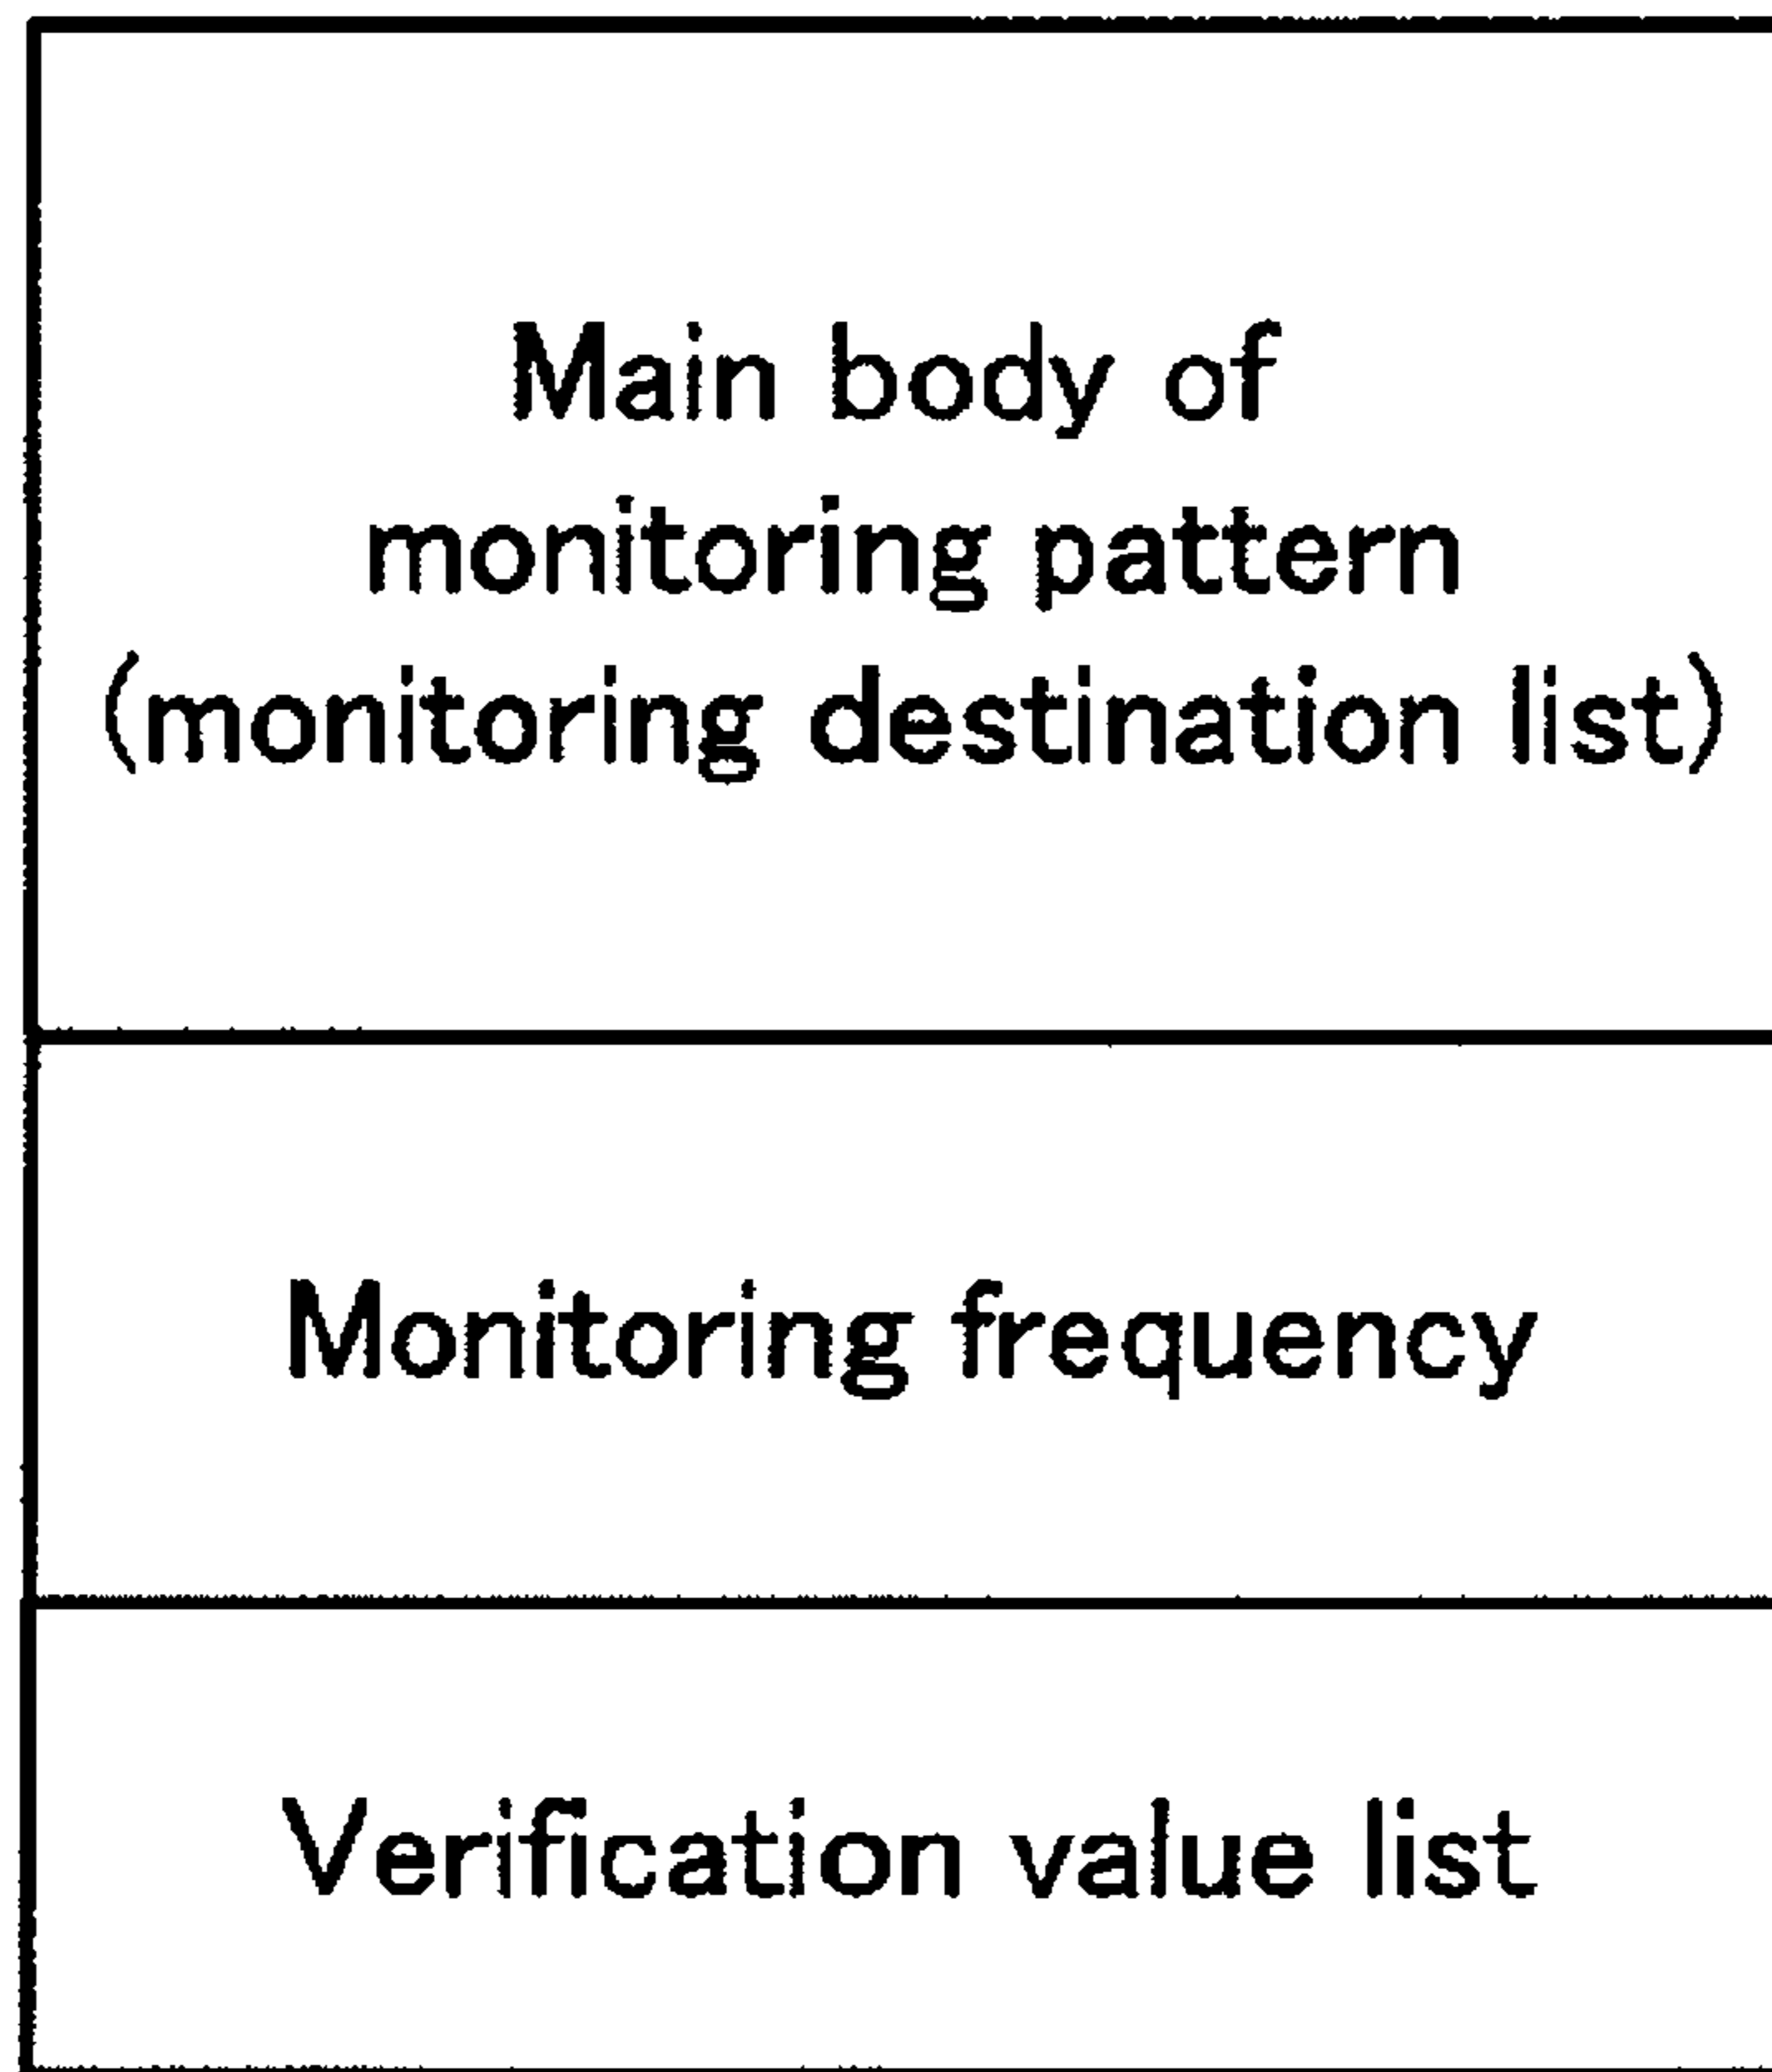 Main body of
monitoring pattern
(monitoring destination list)
Monitoring frequency
Verification value list